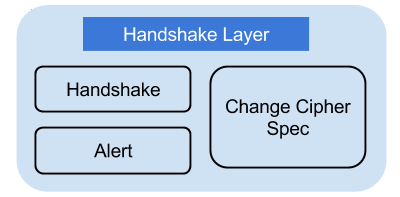 Handshake Layer
Handshake
Alert
Change Cipher
Spec